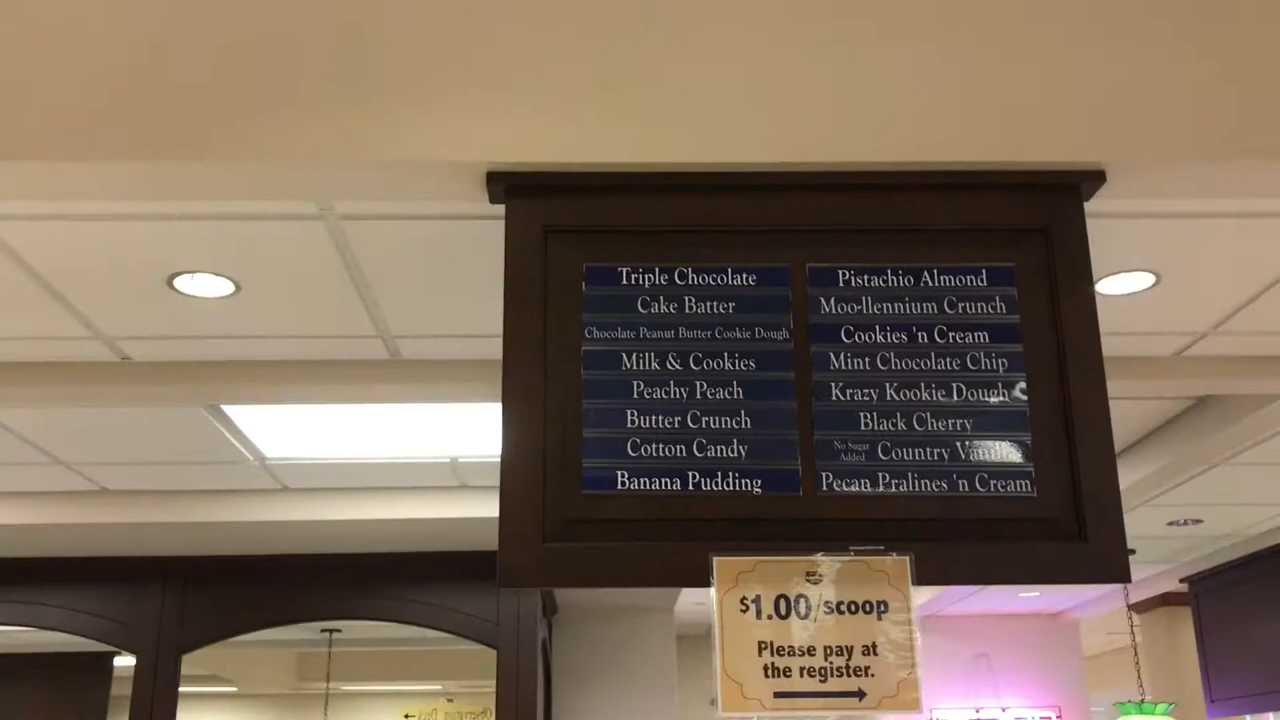 Triple Chocolate
Cake Batter
Chocolate Peanut Butter Cookie Dough
Milk & Cookies
Peachy Peach
Butter Crunch
Cotton Candy
Banana Pudding
Pistachio Almond
Moo-llennium Crunch
Cookies 'n Cream
Mint Chocolate Chip
Krazy Kookie Dough
Black Cherry
No Sugar
Added
Country Vanilla
Pecan Pralines 'n Cream
$1.00/scoop
Please pay at
the register.
Observation Deck